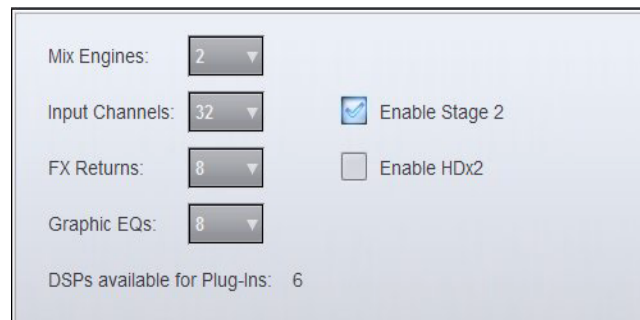 Mix Engines: 2
Input Channels: 32 Enable Stage 2
FX Returns: 8 Enable HDx2
Graphic EQs: 8
DSPs available for Plug-Ins: 6